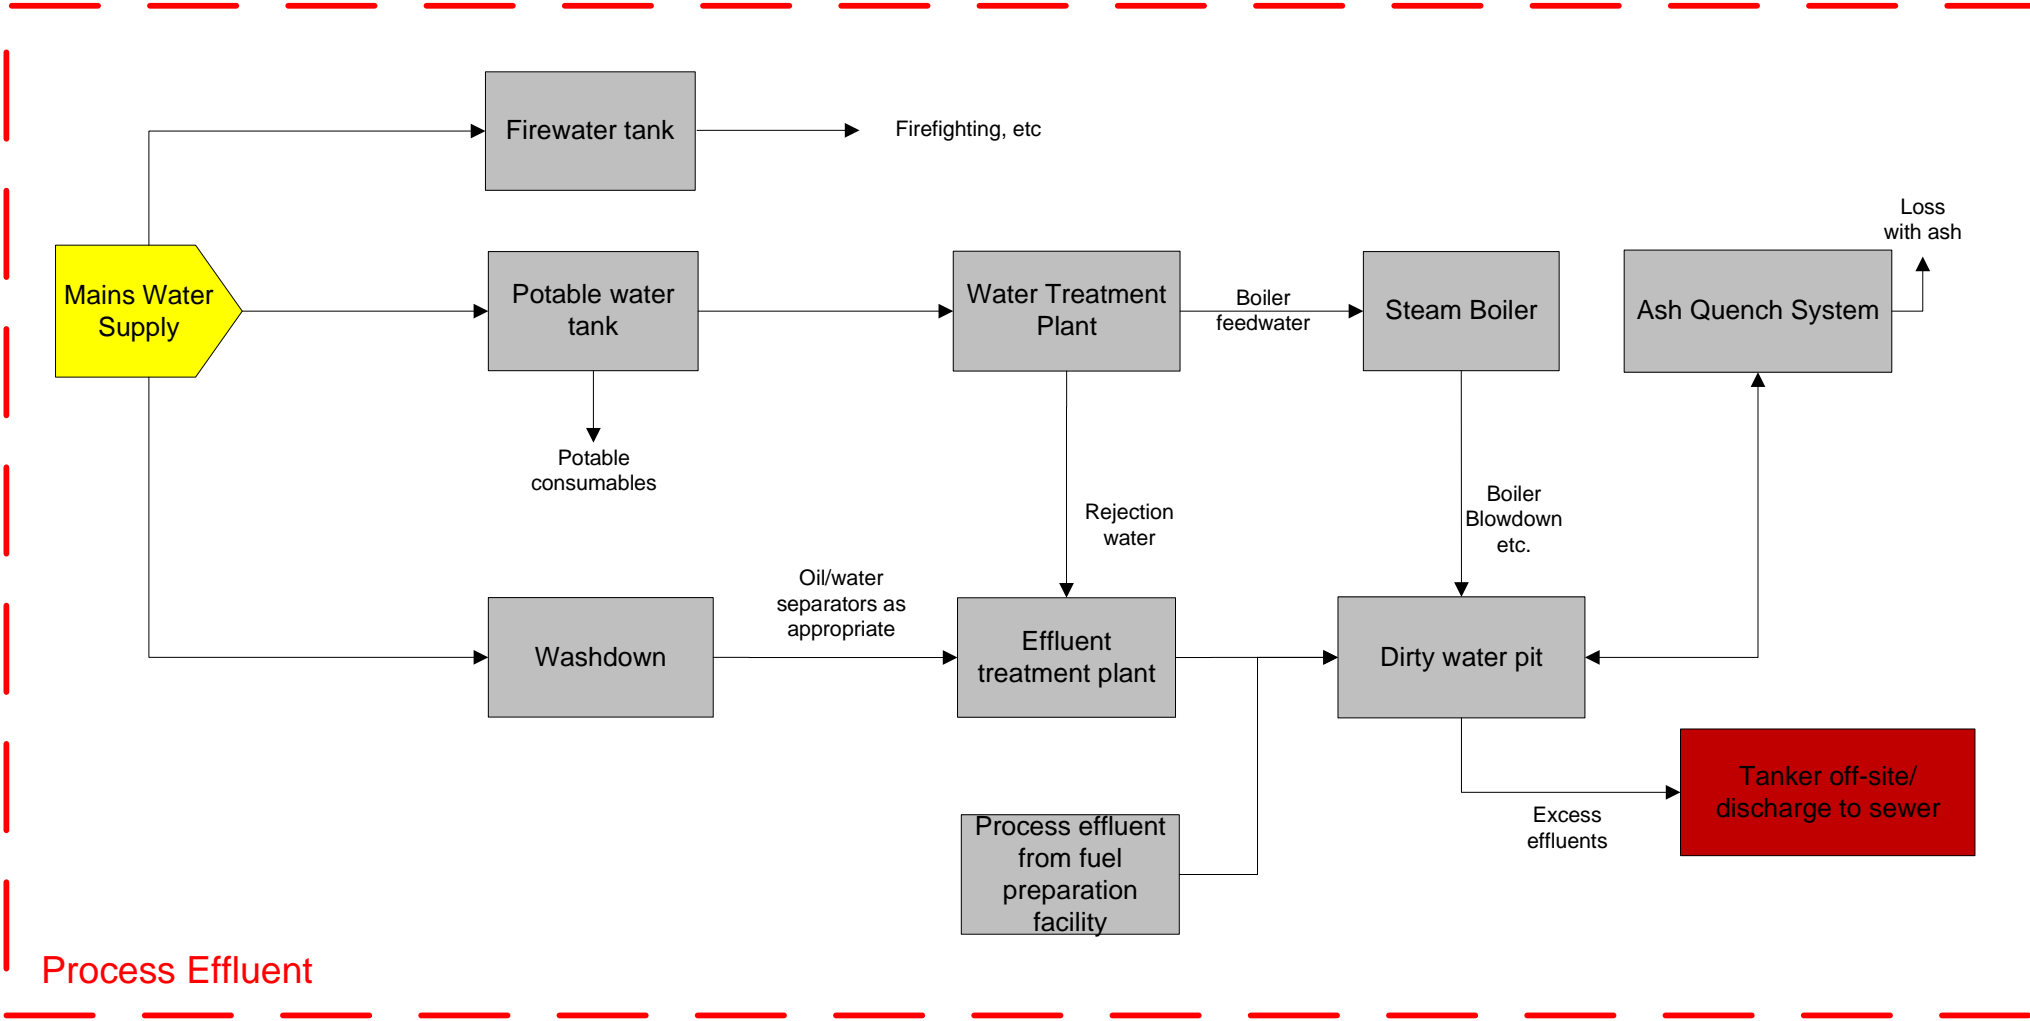 Firewater tank
Firefighting, etc
Loss
with ash
Mains Water
Supply
Potable water
tank
Water Treatment
Plant
Boiler
feedwater
Steam Boiler
Ash Quench System
Potable
consumables
Rejection
water
Boiler
Blowdown
etc.
Oil/water
separators as
appropriate
Washdown
Effluent
treatment plant
Dirty water pit
Tanker off-site/
discharge to sewer
Excess
effluents
Process effluent
from fuel
preparation
facility
Process Effluent